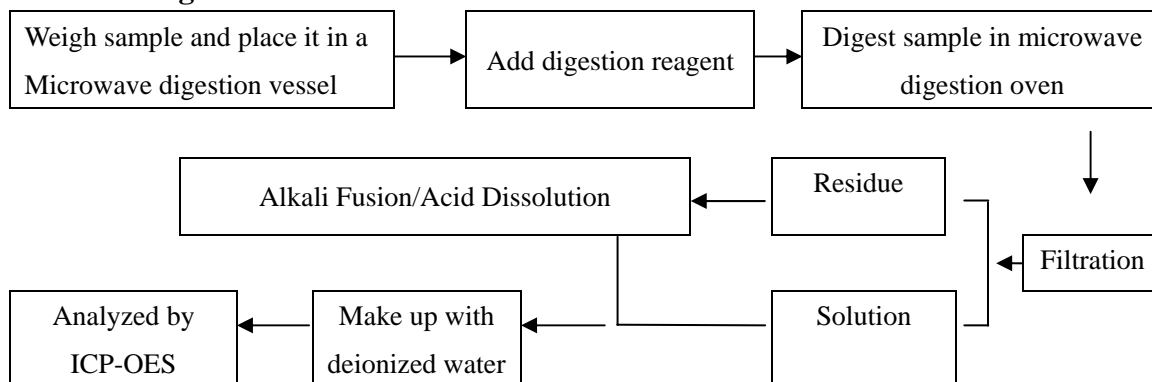 Weigh sample and place it in a
Microwave digestion vessel
Add digestion reagent
Digest sample in microwave
digestion oven
Alkali Fusion/Acid Dissolution
Residue
Filtration
Analyzed by
ICP-OES
Make up with
deionized water
Solution